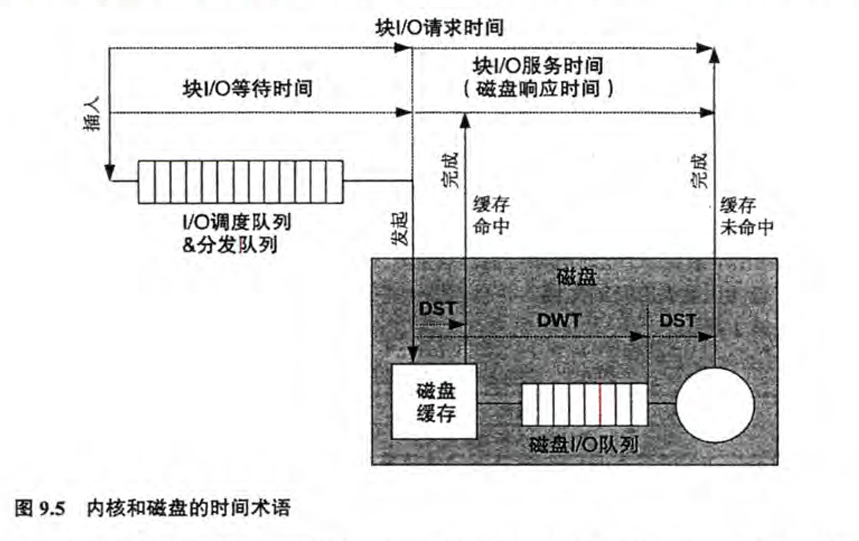 块I/O请求时间
块I/O等待时间
块I/O服务时间
（磁盘响应时间）
插入
I/O调度队列
&分发队列
发起
完成
缓存
命中
完成
缓存
未命中
磁盘
DST
DWT
DST
磁盘
缓存
磁盘I/O队列
图 9.5 内核和磁盘的时间术语